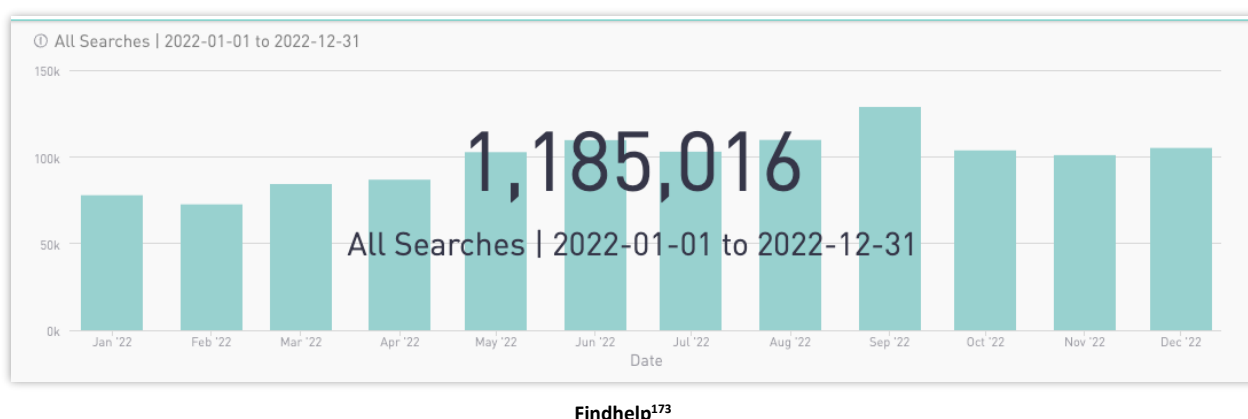 ⓘ All Searches | 2022-01-01 to 2022-12-31
150k
100k
50k
0k
1,185,016
All Searches | 2022-01-01 to 2022-12-31
Jan '22 Feb '22 Mar '22 Apr '22 May '22 Jun '22 Jul '22 Aug '22 Sep '22 Oct '22 Nov '22 Dec '22
Date
Findhelp173